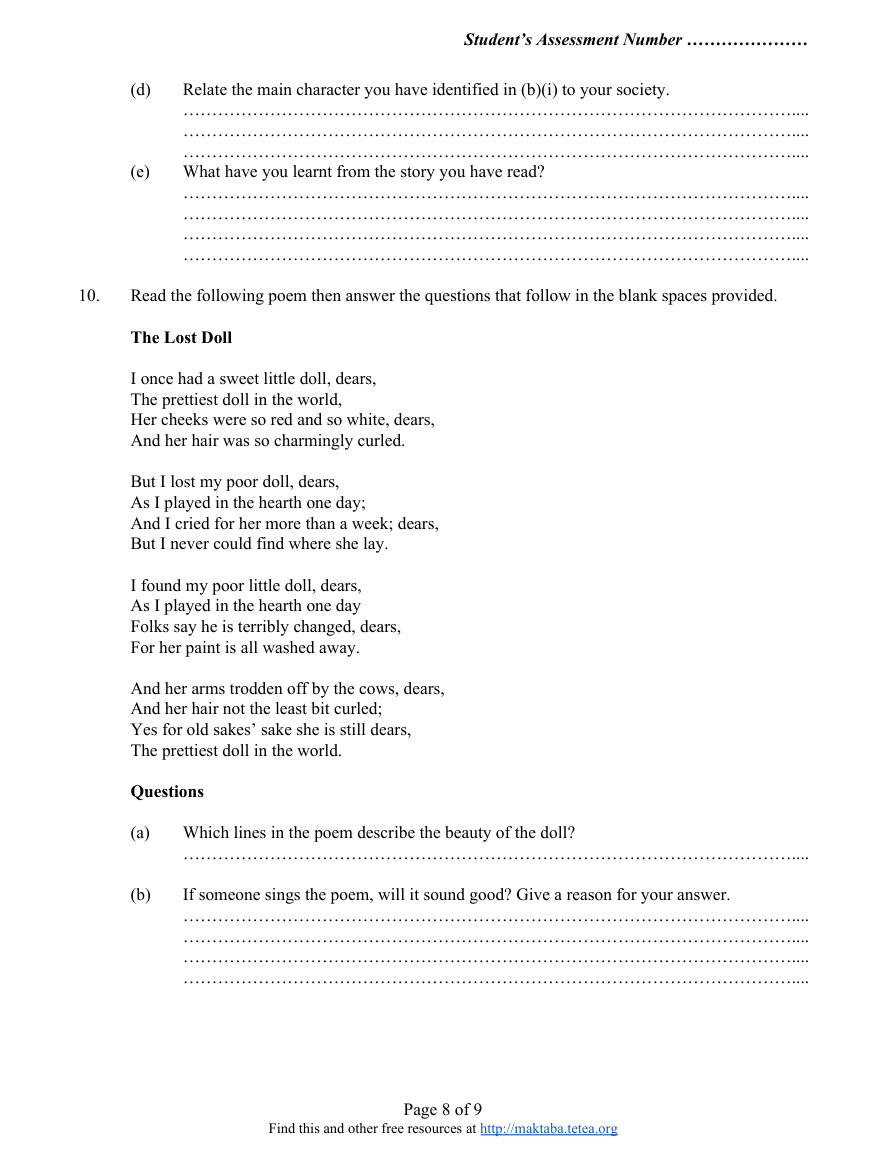 Student's Assessment Number …………………
(d) Relate the main character you have identified in (b)(i) to your society.
…………………………………………………………………………………………....
…………………………………………………………………………………………....
…………………………………………………………………………………………....
(e) What have you learnt from the story you have read?
…………………………………………………………………………………………....
…………………………………………………………………………………………....
…………………………………………………………………………………………....
…………………………………………………………………………………………....
10. Read the following poem then answer the questions that follow in the blank spaces provided.
The Lost Doll
I once had a sweet little doll, dears,
The prettiest doll in the world,
Her cheeks were so red and so white, dears,
And her hair was so charmingly curled.
But I lost my poor doll, dears,
As I played in the hearth one day;
And I cried for her more than a week; dears,
But I never could find where she lay.
I found my poor little doll, dears,
As I played in the hearth one day
Folks say he is terribly changed, dears,
For her paint is all washed away.
And her arms trodden off by the cows, dears,
And her hair not the least bit curled;
Yes for old sakes’ sake she is still dears,
The prettiest doll in the world.
Questions
(a) Which lines in the poem describe the beauty of the doll?
…………………………………………………………………………………………....
(b) If someone sings the poem, will it sound good? Give a reason for your answer.
…………………………………………………………………………………………....
…………………………………………………………………………………………....
…………………………………………………………………………………………....
…………………………………………………………………………………………....
Page 8 of 9
Find this and other free resources at http://maktaba.tetea.org